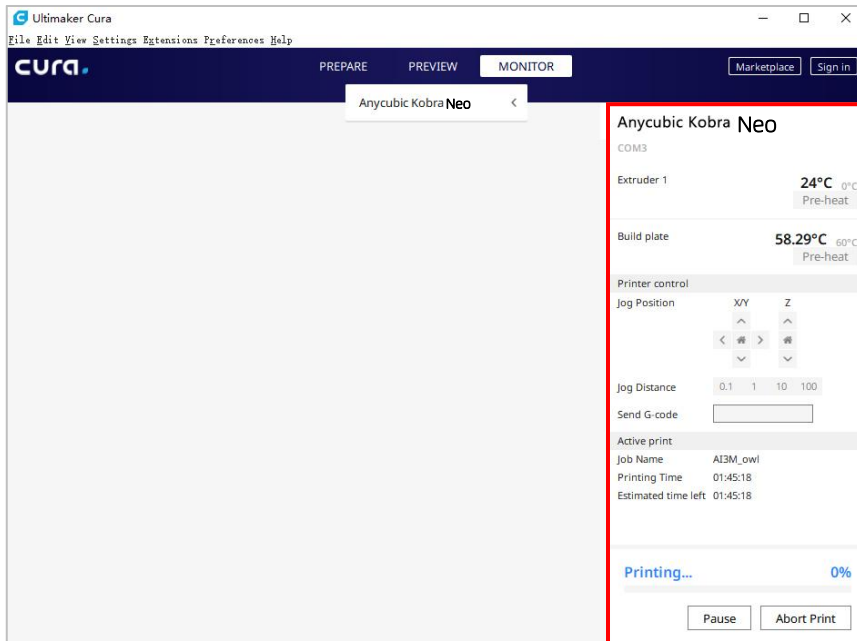 Ultimaker Cura
File Edit View Settings Extensions Preferences Help
cura.
PREPARE PREVIEW MONITOR
Marketplace Sign in
Anycubic Kobra Neo
Anycubic Kobra Neo
COM3
Extruder 1 24°C 0°C
Pre-heat
Build plate 58.29°C 60°C
Pre-heat
Printer control
Jog Position X/Y Z
Jog Distance 0.1 1 10 100
Send G-code
Active print
Job Name AI3M_owl
Printing Time 01:45:18
Estimated time left 01:45:18
Printing... 0%
Pause Abort Print